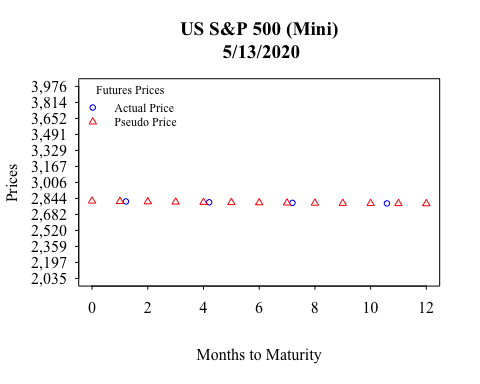 US S&P 500 (Mini)
5/13/2020
Futures Prices
Actual Price
Pseudo Price
Prices
3,976
3,814
3,652
3,491
3,329
3,167
3,006
2,844
2,682
2,520
2,359
2,197
2,035
0 2 4 6 8 10 12
Months to Maturity